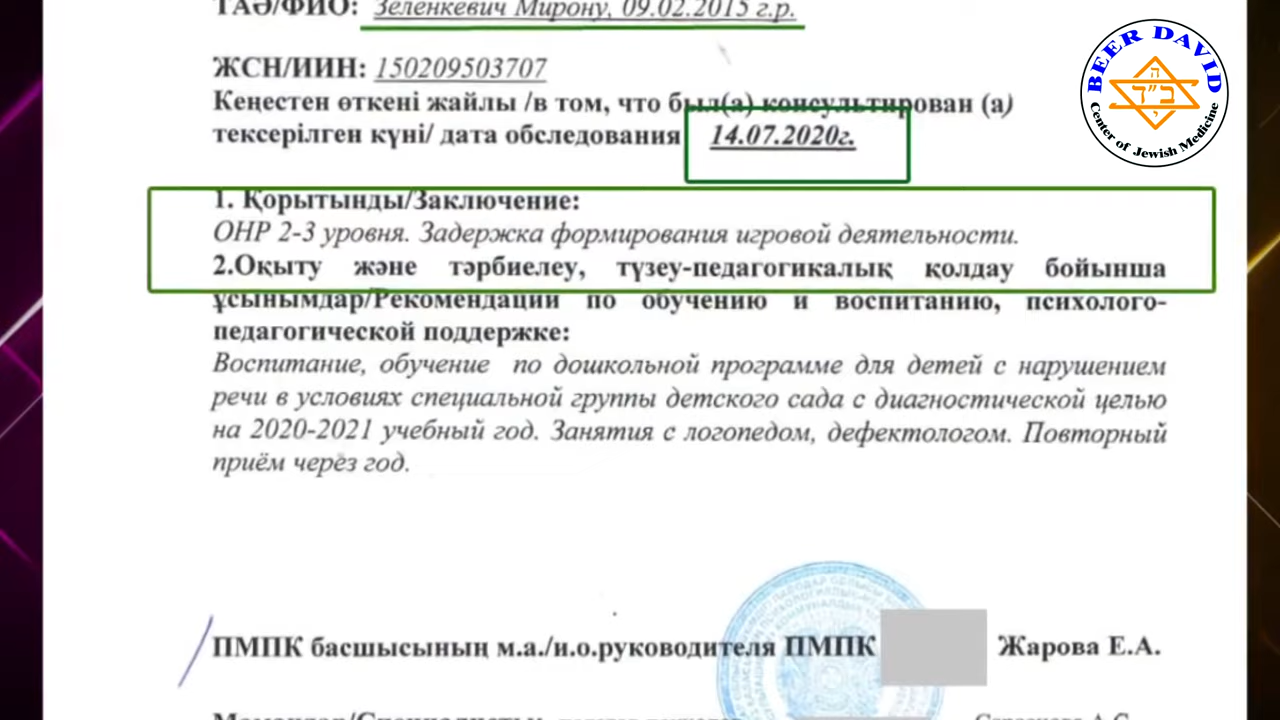 ТАӘ/ФИО: Зеленкевич Мирону, 09.02.2015 г.р.
ЖСН/ИИН: 150209503707
Кеңестен өткені жайлы /в том, что был(а) консультирован (а)
тексерілген күні/ дата обследования 14.07.2020г.
1. Қорытынды/Заключение:
ОНР 2-3 уровня. Задержка формирования игровой деятельности.
2.Оқыту және тәрбиелеу, түзеу-педагогикалық қолдау бойынша
ұсынымдар/Рекомендации по обучению и воспитанию, психолого-
педагогической поддержке:
Воспитание, обучение по дошкольной программе для детей с нарушением
речи в условиях специальной группы детского сада с диагностической целью
на 2020-2021 учебный год. Занятия с логопедом, дефектологом. Повторный
приём через год.
ПМПК басшысының м.а./и.о.руководителя ПМПК Жарова Е.А.
BEER DAVID
ה
ב"ד
י
Center of Jewish Medicine